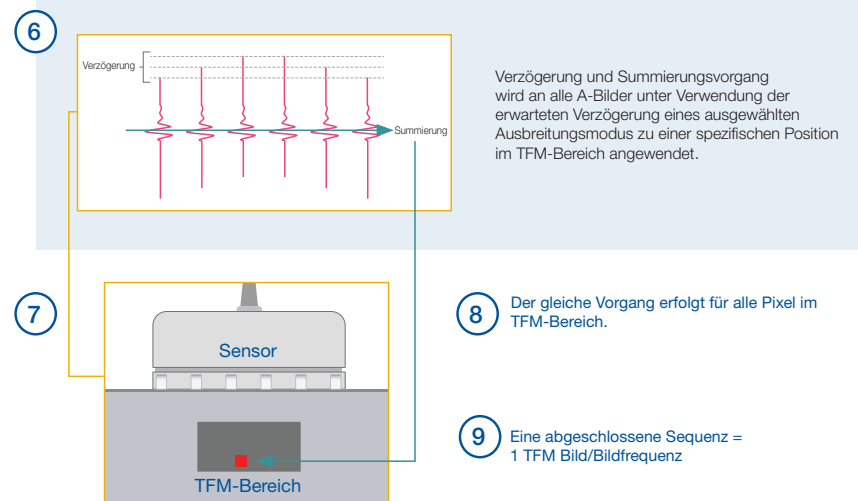 6
Verzögerung
Summierung
Verzögerung und Summierungsvorgang
wird an alle A-Bilder unter Verwendung der
erwarteten Verzögerung eines ausgewählten
Ausbreitungsmodus zu einer spezifischen Position
im TFM-Bereich angewendet.
7
Sensor
TFM-Bereich
8
Der gleiche Vorgang erfolgt für alle Pixel im
TFM-Bereich.
9
Eine abgeschlossene Sequenz =
1 TFM Bild/Bildfrequenz